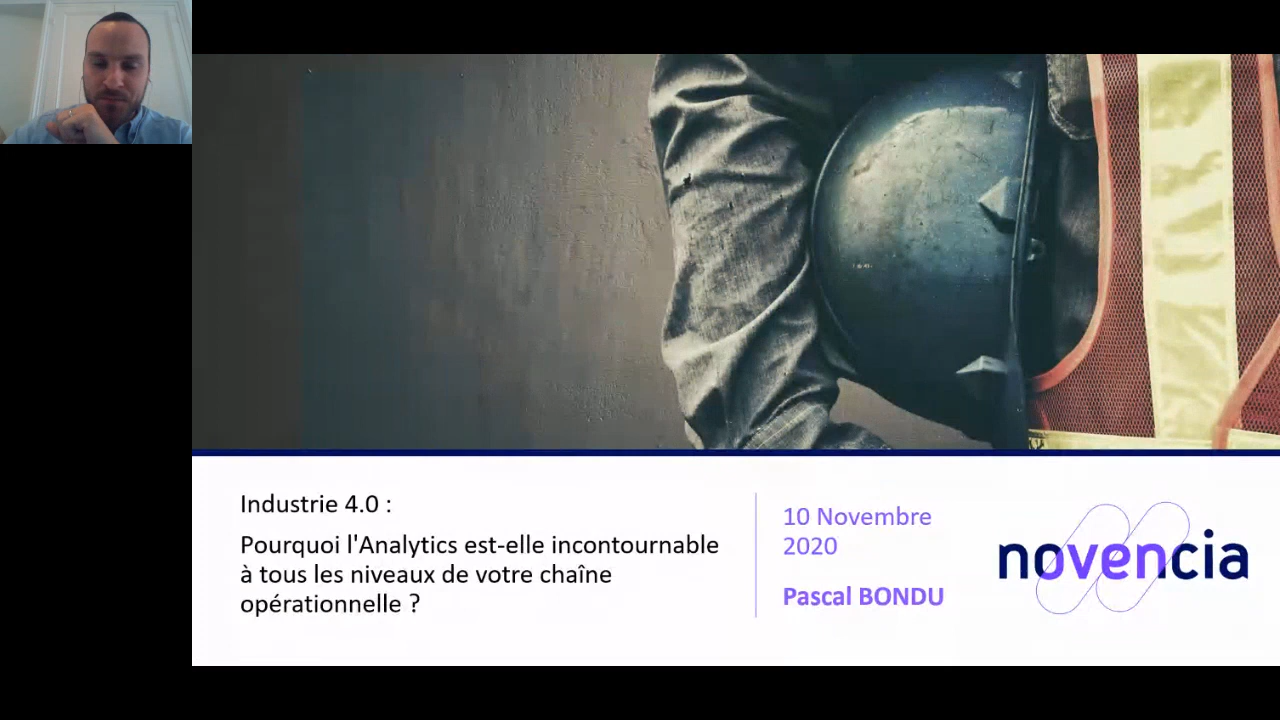 Industrie 4.0 :
Pourquoi l'Analytics est-elle incontournable
à tous les niveaux de votre chaîne
opérationnelle ?
10 Novembre
2020
Pascal BONDU
novencia